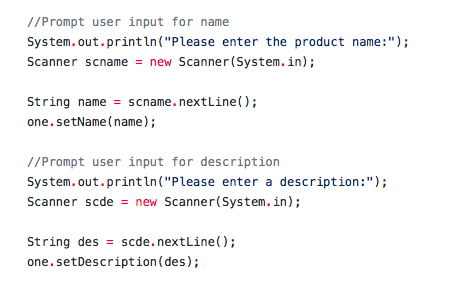 //Prompt user input for name
System.out.println("Please enter the product name:");
Scanner scname = new Scanner(System.in);
String name = scname.nextLine();
one.setName(name);
//Prompt user input for description
System.out.println("Please enter a description:");
Scanner scde = new Scanner(System.in);
String des = scde.nextLine();
one.setDescription(des);